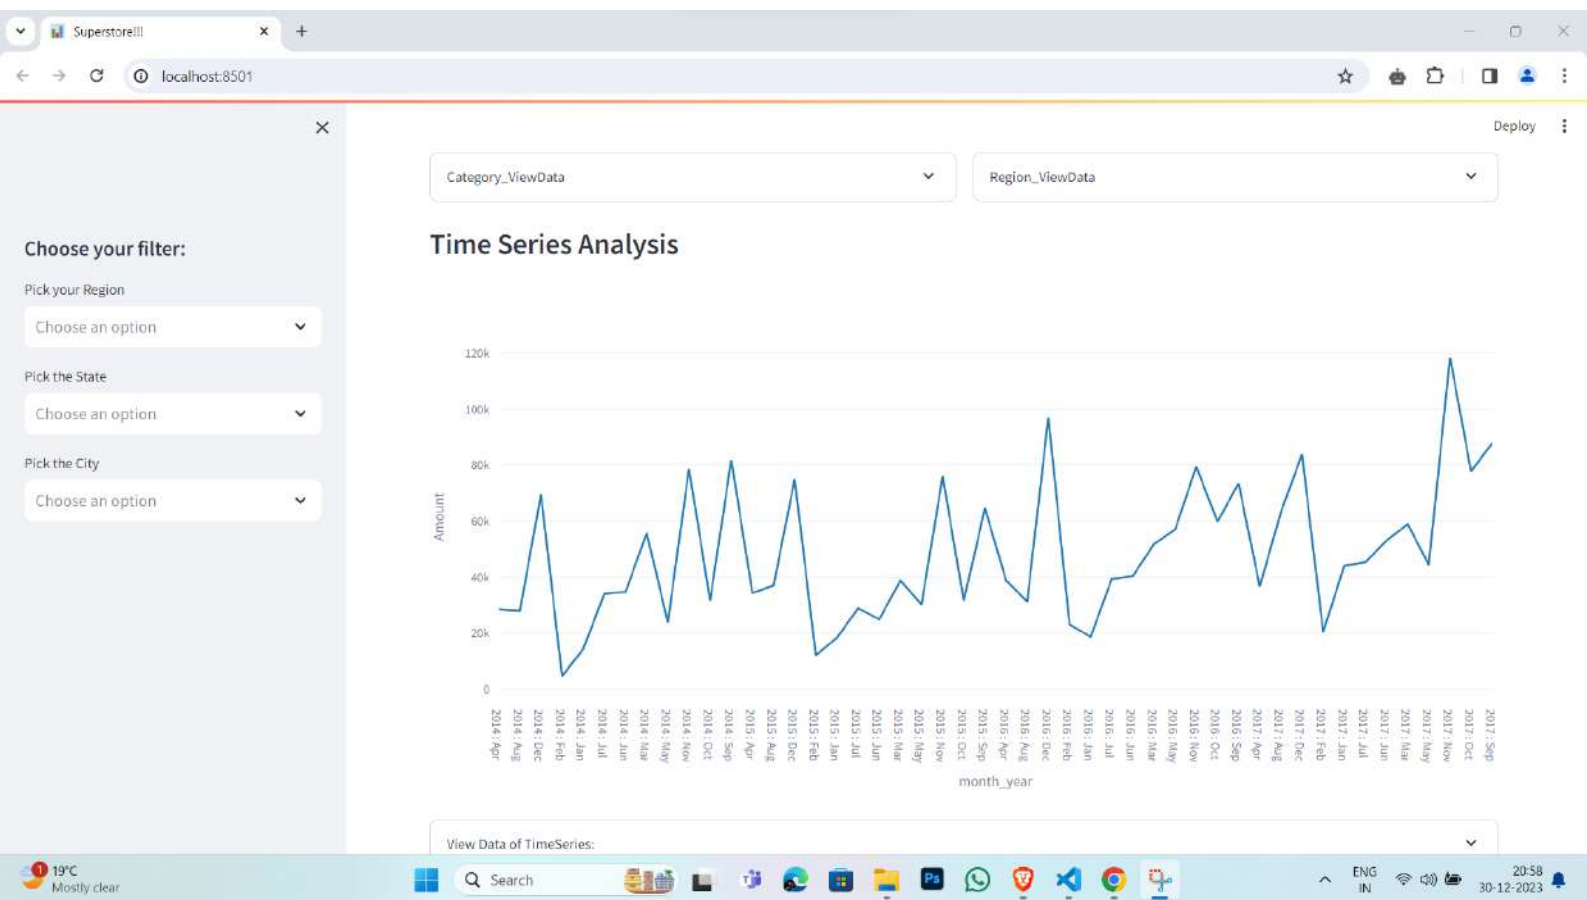 Superstore!!!
localhost:8501
Deploy
Category_ViewData
Region_ViewData
Time Series Analysis
Choose your filter:
Pick your Region
Choose an option
Pick the State
Choose an option
Pick the City
Choose an option
120k
100k
80k
60k
40k
20k
0
Amount
2014 : Apr
2014 : Aug
2014 : Dec
2014 : Feb
2014 : Jan
2014 : Jul
2014 : Jun
2014 : Mar
2014 : May
2014 : Nov
2014 : Oct
2014 : Sep
2015 : Apr
2015 : Aug
2015 : Dec
2015 : Feb
2015 : Jan
2015 : Jul
2015 : Jun
2015 : Mar
2015 : May
2015 : Nov
2015 : Oct
2015 : Sep
2016 : Apr
2016 : Aug
2016 : Dec
2016 : Feb
2016 : Jan
2016 : Jul
2016 : Jun
2016 : Mar
2016 : May
2016 : Nov
2016 : Oct
2016 : Sep
2017 : Apr
2017 : Aug
2017 : Dec
2017 : Feb
2017 : Jan
2017 : Jul
2017 : Jun
2017 : Mar
2017 : May
2017 : Nov
2017 : Oct
2017 : Sep
month_year
View Data of TimeSeries:
1
19°C
Mostly clear
Search
Ps
ENG
IN
20:58
30-12-2023